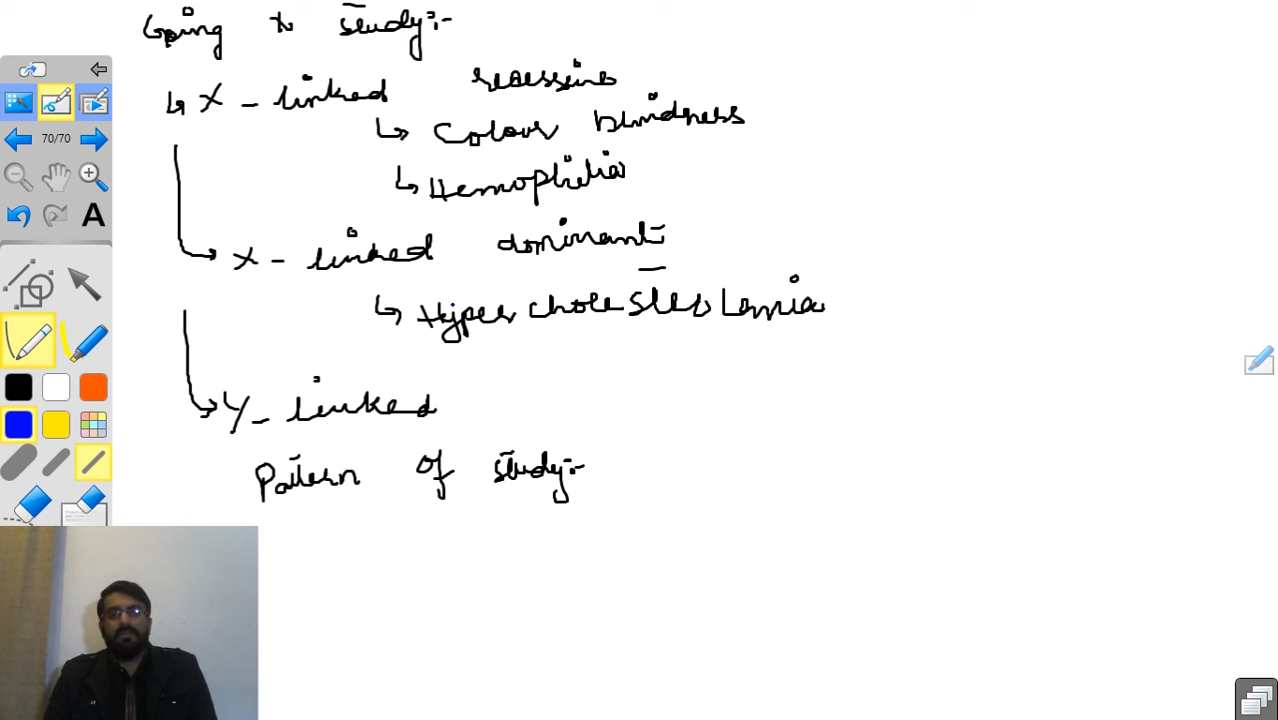 Going to study:-
X - linked recessive
Colour blindness
Hemophilia
X - linked dominant
Hyper cholesterolemia
Y - linked
Pattern of study:-
70/70
A